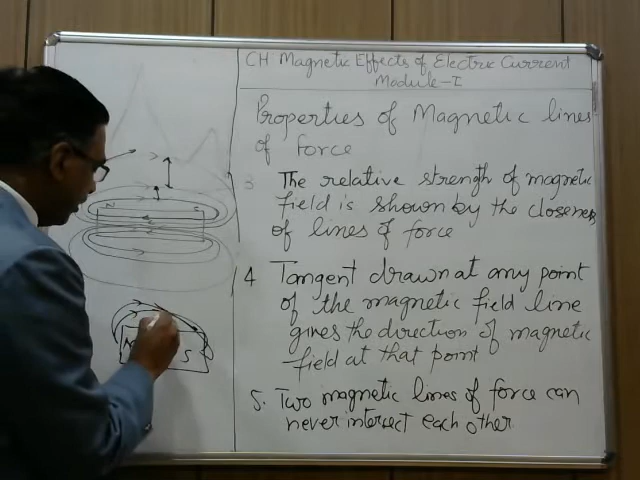 CH Magnetic Effects of Electric Current
Module-I
Properties of Magnetic lines
of force
3 The relative strength of magnetic
field is shown by the closeness
of lines of force
4 Tangent drawn at any point
of the magnetic field line
gives the direction of magnetic
field at that point
5. Two magnetic lines of force can
never intersect each other
N S
N S